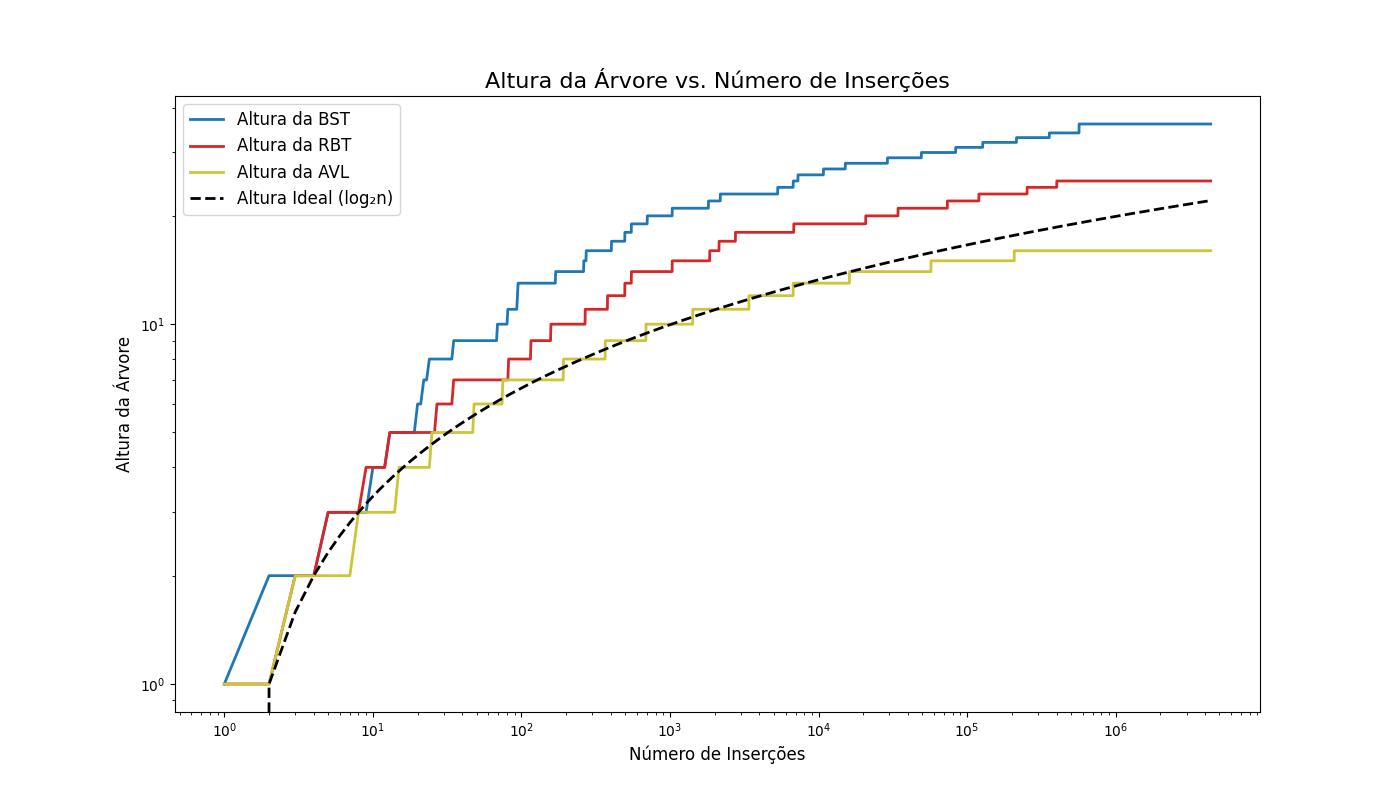 Altura da Árvore vs. Número de Inserções
Altura da BST
Altura da RBT
Altura da AVL
Altura Ideal (log₂n)
Altura da Árvore
10¹
10⁰
10⁰ 10¹ 10² 10³ 10⁴ 10⁵ 10⁶
Número de Inserções